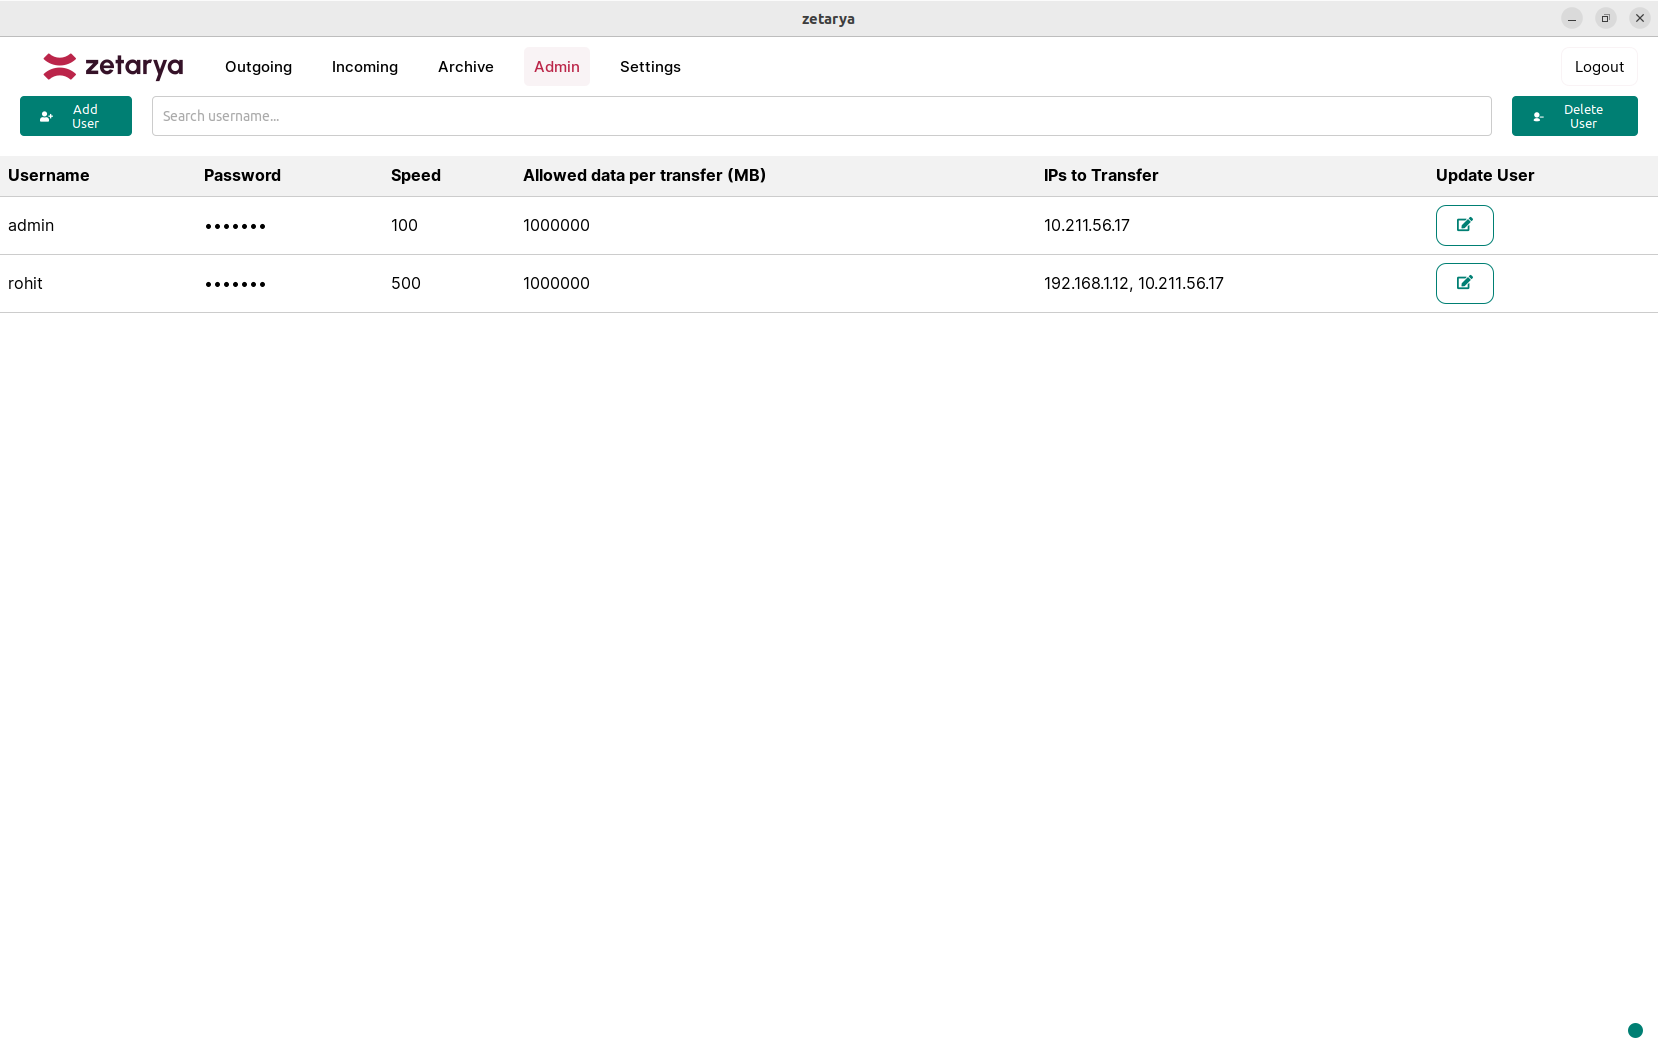 zetarya
zetarya Outgoing Incoming Archive Admin Settings Logout
Add User
Search username...
Delete User
Username Password Speed Allowed data per transfer (MB) IPs to Transfer Update User
admin ••••••• 100 1000000 10.211.56.17
rohit ••••••• 500 1000000 192.168.1.12, 10.211.56.17